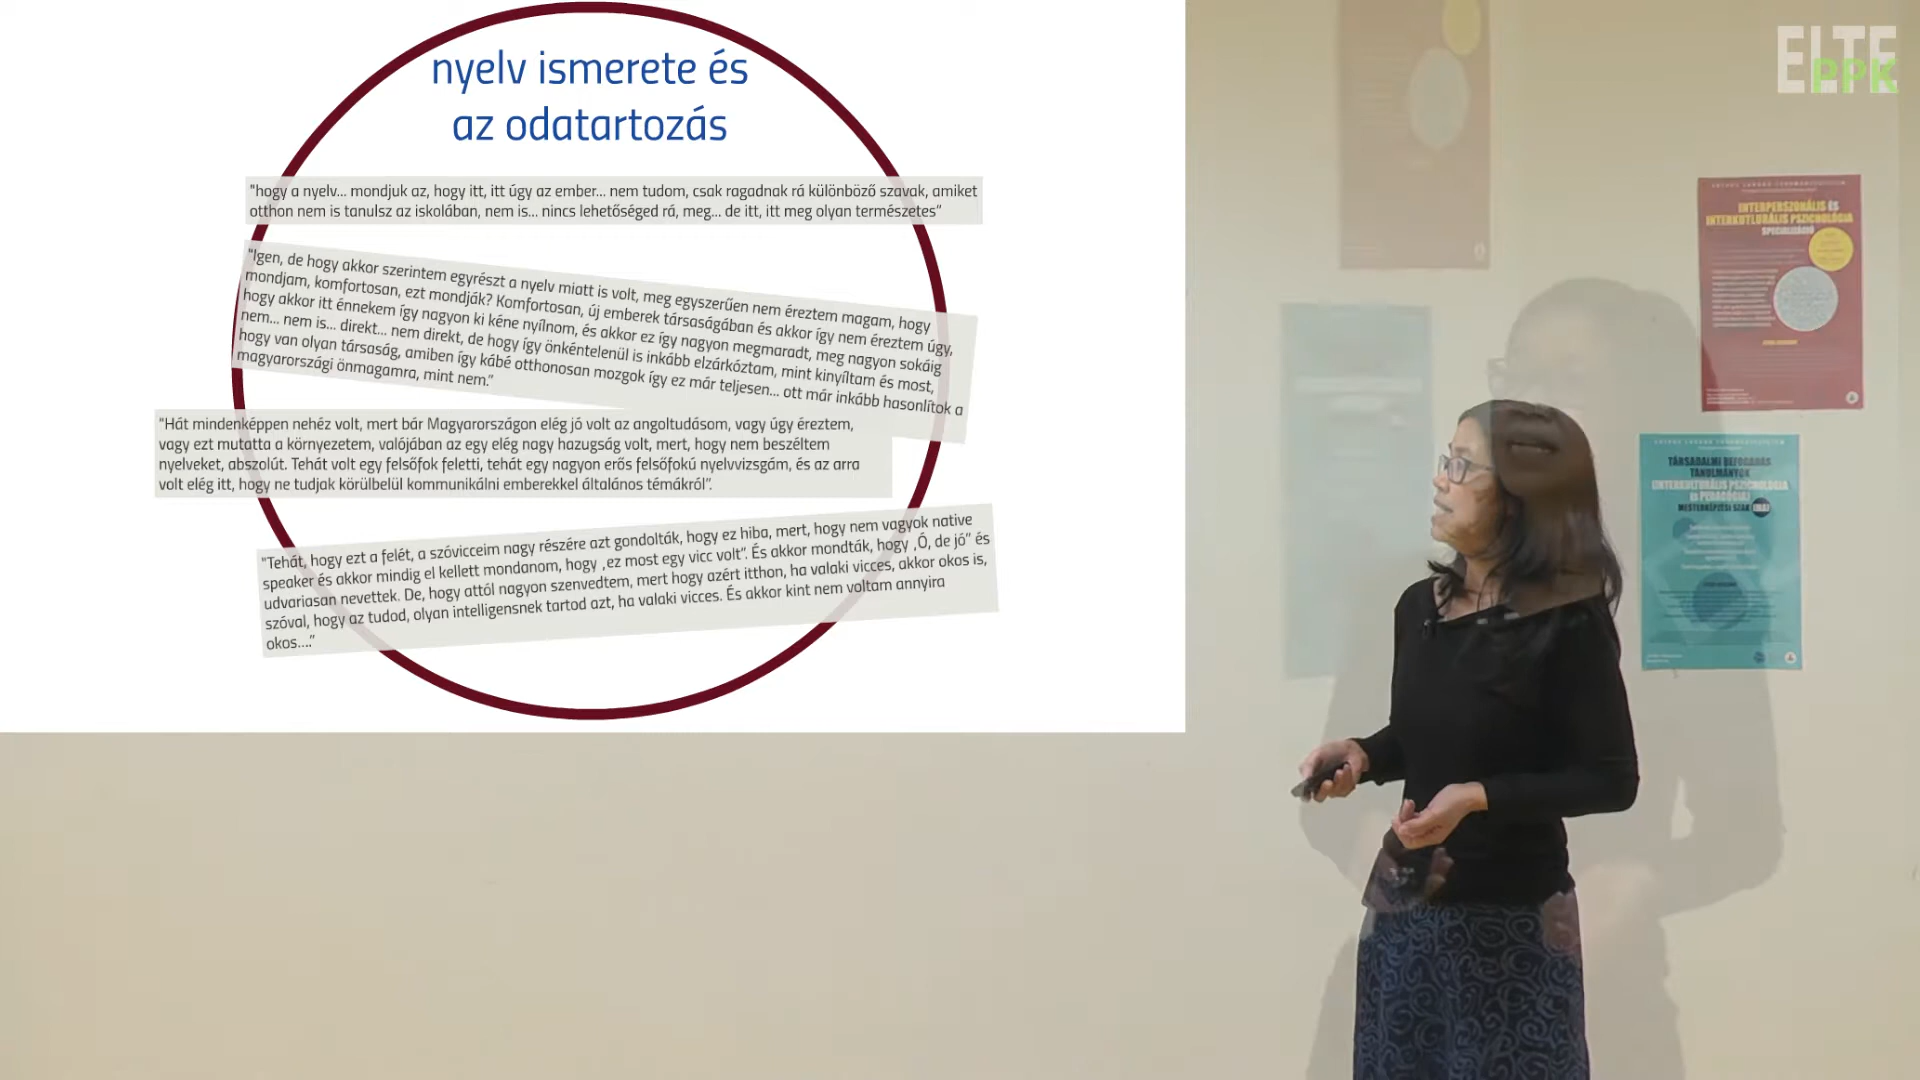 nyelv ismerete és
az odatartozás
"hogy a nyelv... mondjuk az, hogy itt, itt úgy az ember... nem tudom, csak ragadnak rá különböző szavak, amiket
otthon nem is tanulsz az iskolában, nem is... nincs lehetőséged rá, meg... de itt, itt meg olyan természetes"
"Igen, de hogy akkor szerintem egyrészt a nyelv miatt is volt, meg egyszerűen nem éreztem magam, hogy
mondjam, komfortosan, ezt mondják? Komfortosan, új emberek társaságában és akkor így nem éreztem úgy,
hogy akkor itt énnekem így nagyon ki kéne nyílnom, és akkor ez így nagyon megmaradt, meg nagyon sokáig
nem... nem is... direkt... nem direkt, de hogy így önkéntelenül is inkább elzárkóztam, mint kinyíltam és most,
hogy van olyan társaság, amiben így kábé otthonosan mozgok így ez már teljesen... ott már inkább hasonlítok a
magyarországi önmagamra, mint nem."
"Hát mindenképpen nehéz volt, mert bár Magyarországon elég jó volt az angoltudásom, vagy úgy éreztem,
vagy ezt mutatta a környezetem, valójában az egy elég nagy hazugság volt, mert, hogy nem beszéltem
nyelveket, abszolút. Tehát volt egy felsőfok feletti, tehát egy nagyon erős felsőfokú nyelvvizsgám, és az arra
volt elég itt, hogy ne tudjak körülbelül kommunikálni emberekkel általános témákról".
"Tehát, hogy ezt a felét, a szóvicceim nagy részére azt gondolták, hogy ez hiba, mert, hogy nem vagyok native
speaker és akkor mindig el kellett mondanom, hogy ‚ez most egy vicc volt". És akkor mondták, hogy ‚Ó, de jó" és
udvariasan nevettek. De, hogy attól nagyon szenvedtem, mert hogy azért itthon, ha valaki vicces, akkor okos is,
szóval, hogy az tudod, olyan intelligensnek tartod azt, ha valaki vicces. És akkor kint nem voltam annyira
okos...."
ELTE
PPK
INTERPERSZONÁLIS ÉS
INTERKULTURÁLIS PSZICHOLÓGIA
SPECIALIZÁCIÓ
TÁRSADALMI BEFOGADÁS
TANULMÁNYOK
(INTERKULTURÁLIS PSZICHOLÓGIA
és PEDAGÓGIA)
MESTERKÉPZÉSI SZAK